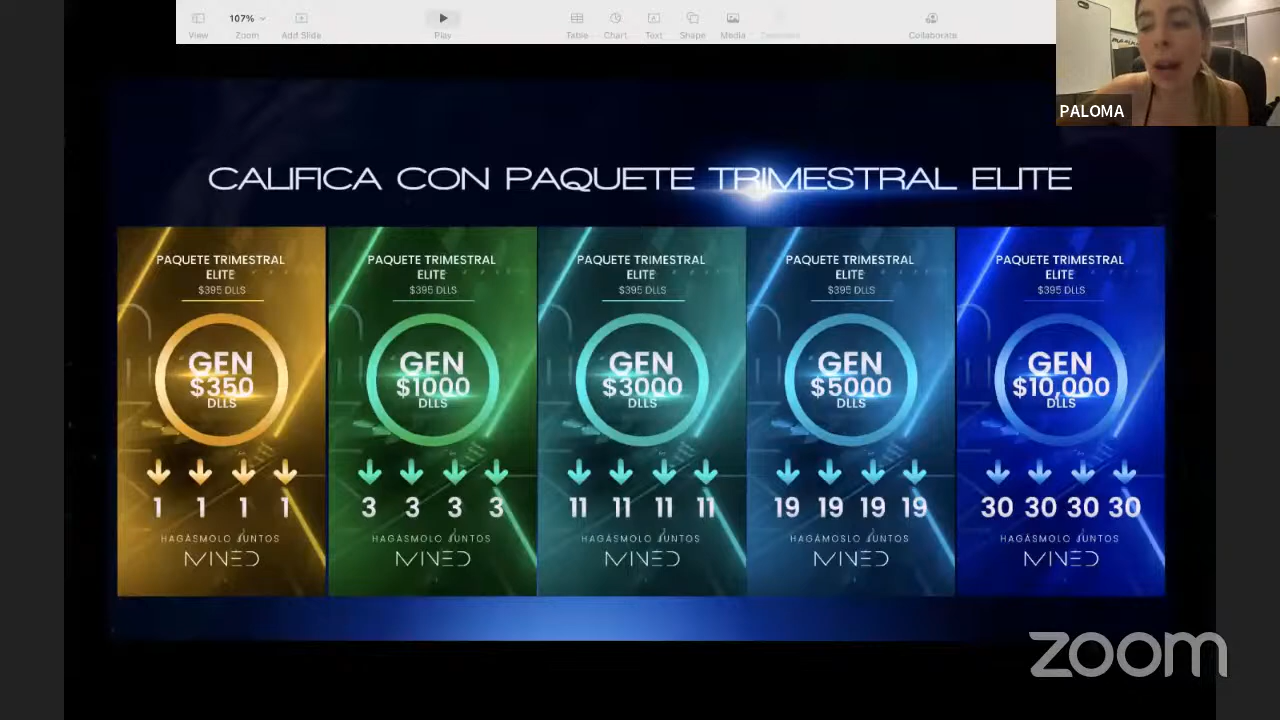 107%
View
Zoom
Add Slide
Play
Table
Chart
Text
Shape
Media
Collaborate
PALOMA
CALIFICA CON PAQUETE TRIMESTRAL ELITE
PAQUETE TRIMESTRAL
ELITE
$395 DLLS
GEN
$350
DLLS
1 1 1 1
HAGÁSMOLO JUNTOS
MINED
PAQUETE TRIMESTRAL
ELITE
$395 DLLS
GEN
$1000
DLLS
3 3 3 3
HAGÁSMOLO JUNTOS
MINED
PAQUETE TRIMESTRAL
ELITE
$395 DLLS
GEN
$3000
DLLS
11 11 11 11
HAGÁSMOLO JUNTOS
MINED
PAQUETE TRIMESTRAL
ELITE
$395 DLLS
GEN
$5000
DLLS
19 19 19 19
HAGÁMOSLO JUNTOS
MINED
PAQUETE TRIMESTRAL
ELITE
$395 DLLS
GEN
$10,000
DLLS
30 30 30 30
HAGÁSMOLO JUNTOS
MINED
zoom